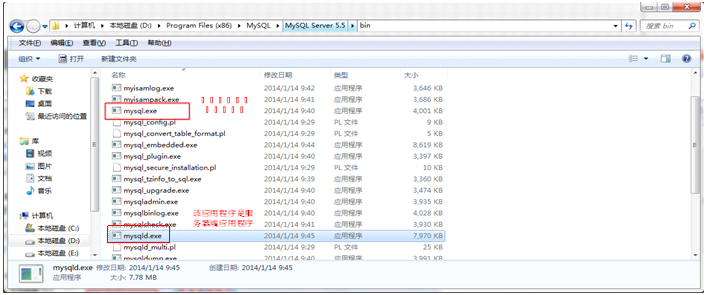 计算机 ▸ 本地磁盘 (D:) ▸ Program Files (x86) ▸ MySQL ▸ MySQL Server 5.5 ▸ bin
搜索 bin
文件(F) 编辑(E) 查看(V) 工具(T) 帮助(H)
组织 打开 新建文件夹
收藏夹
下载
桌面
最近访问的位置
库
视频
图片
文档
音乐
计算机
本地磁盘 (C:)
本地磁盘 (D:)
本地磁盘 (E:)
名称 修改日期 类型 大小
myisamlog.exe 2014/1/14 9:42 应用程序 3,646 KB
myisampack.exe 2014/1/14 9:41 应用程序 3,686 KB
mysql.exe 2014/1/14 9:40 应用程序 4,001 KB
mysql_config.pl 2014/1/14 9:29 PL 文件 9 KB
mysql_convert_table_format.pl 2014/1/14 9:29 PL 文件 5 KB
mysql_embedded.exe 2014/1/14 9:44 应用程序 8,619 KB
mysql_plugin.exe 2014/1/14 9:40 应用程序 3,397 KB
mysql_secure_installation.pl 2014/1/14 9:29 PL 文件 10 KB
mysql_tzinfo_to_sql.exe 2014/1/14 9:39 应用程序 3,360 KB
mysql_upgrade.exe 2014/1/14 9:40 应用程序 3,474 KB
mysqladmin.exe 2014/1/14 9:40 应用程序 3,935 KB
mysqlbinlog.exe 2014/1/14 9:40 应用程序 4,028 KB
该应用程序是服
务器端应用程序
mysqlcheck.exe 2014/1/14 9:41 应用程序 3,930 KB
mysqld.exe 2014/1/14 9:45 应用程序 7,970 KB
mysqld_multi.pl 2014/1/14 9:29 PL 文件 25 KB
mysqldump.exe 2014/1/14 9:40 应用程序 3,991 KB
mysqld.exe 修改日期: 2014/1/14 9:45 创建日期: 2014/1/14 9:45
应用程序 大小: 7.78 MB